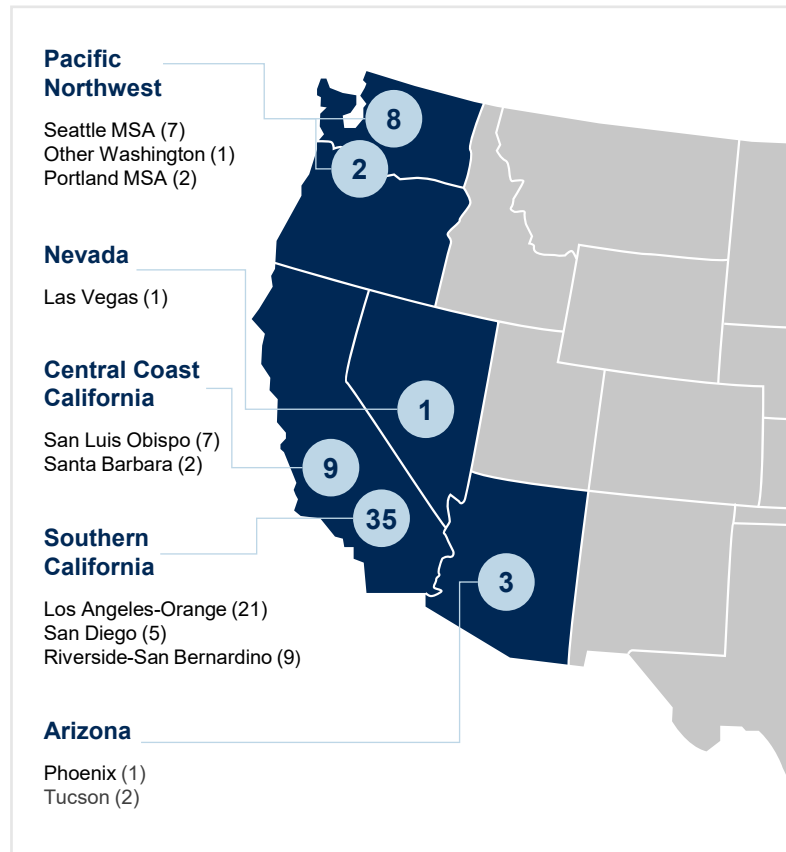 Pacific
Northwest
Seattle MSA (7)
Other Washington (1)
Portland MSA (2)
Nevada
Las Vegas (1)
Central Coast
California
San Luis Obispo (7)
Santa Barbara (2)
Southern
California
Los Angeles-Orange (21)
San Diego (5)
Riverside-San Bernardino (9)
Arizona
Phoenix (1)
Tucson (2)
8
2
1
9
35
3